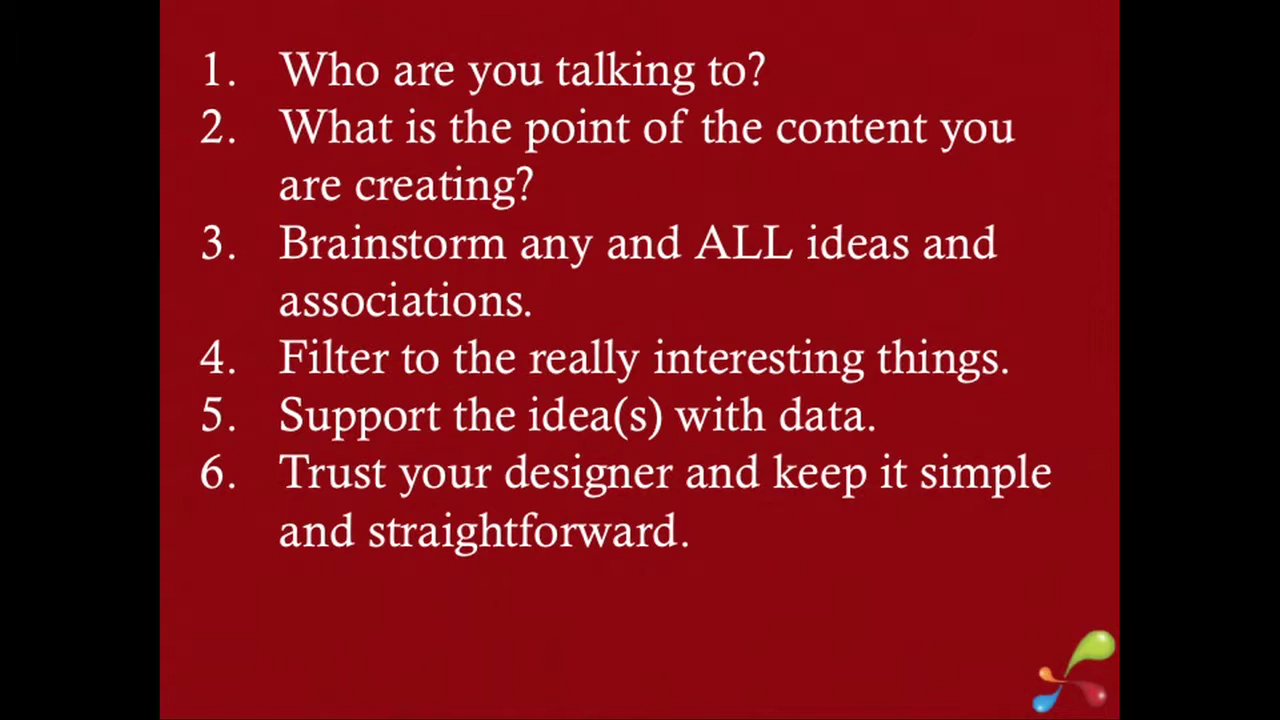 1. Who are you talking to?
2. What is the point of the content you
are creating?
3. Brainstorm any and ALL ideas and
associations.
4. Filter to the really interesting things.
5. Support the idea(s) with data.
6. Trust your designer and keep it simple
and straightforward.